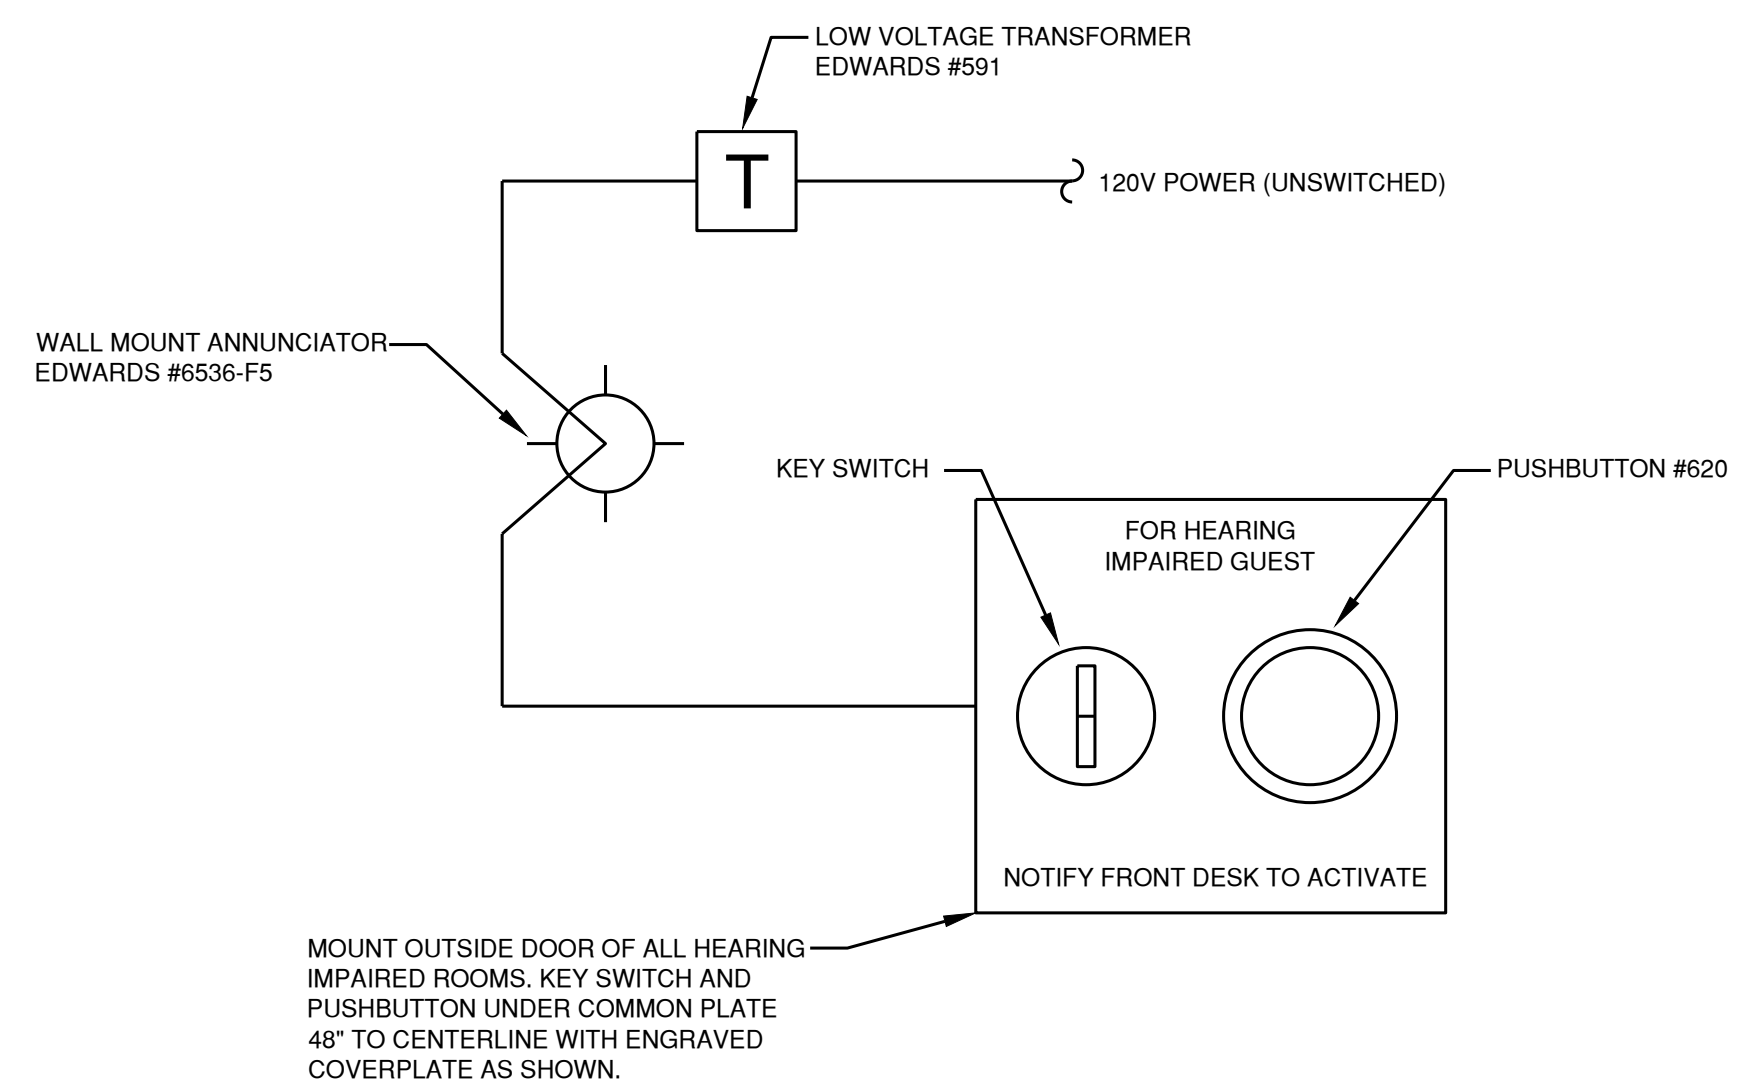 LOW VOLTAGE TRANSFORMER
EDWARDS #591
T
120V POWER (UNSWITCHED)
WALL MOUNT ANNUNCIATOR
EDWARDS #6536-F5
KEY SWITCH
PUSHBUTTON #620
FOR HEARING
IMPAIRED GUEST
NOTIFY FRONT DESK TO ACTIVATE
MOUNT OUTSIDE DOOR OF ALL HEARING
IMPAIRED ROOMS. KEY SWITCH AND
PUSHBUTTON UNDER COMMON PLATE
48" TO CENTERLINE WITH ENGRAVED
COVERPLATE AS SHOWN.